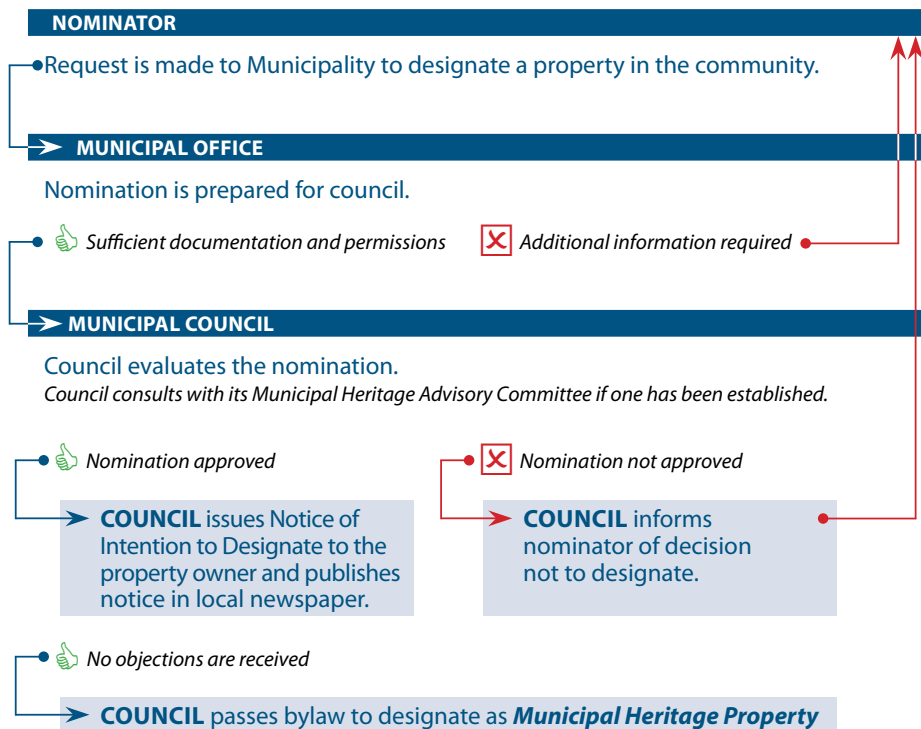 NOMINATOR
Request is made to Municipality to designate a property in the community.
MUNICIPAL OFFICE
Nomination is prepared for council.
Sufficient documentation and permissions
Additional information required
MUNICIPAL COUNCIL
Council evaluates the nomination.
Council consults with its Municipal Heritage Advisory Committee if one has been established.
Nomination approved
Nomination not approved
COUNCIL issues Notice of
Intention to Designate to the
property owner and publishes
notice in local newspaper.
COUNCIL informs
nominator of decision
not to designate.
No objections are received
COUNCIL passes bylaw to designate as Municipal Heritage Property